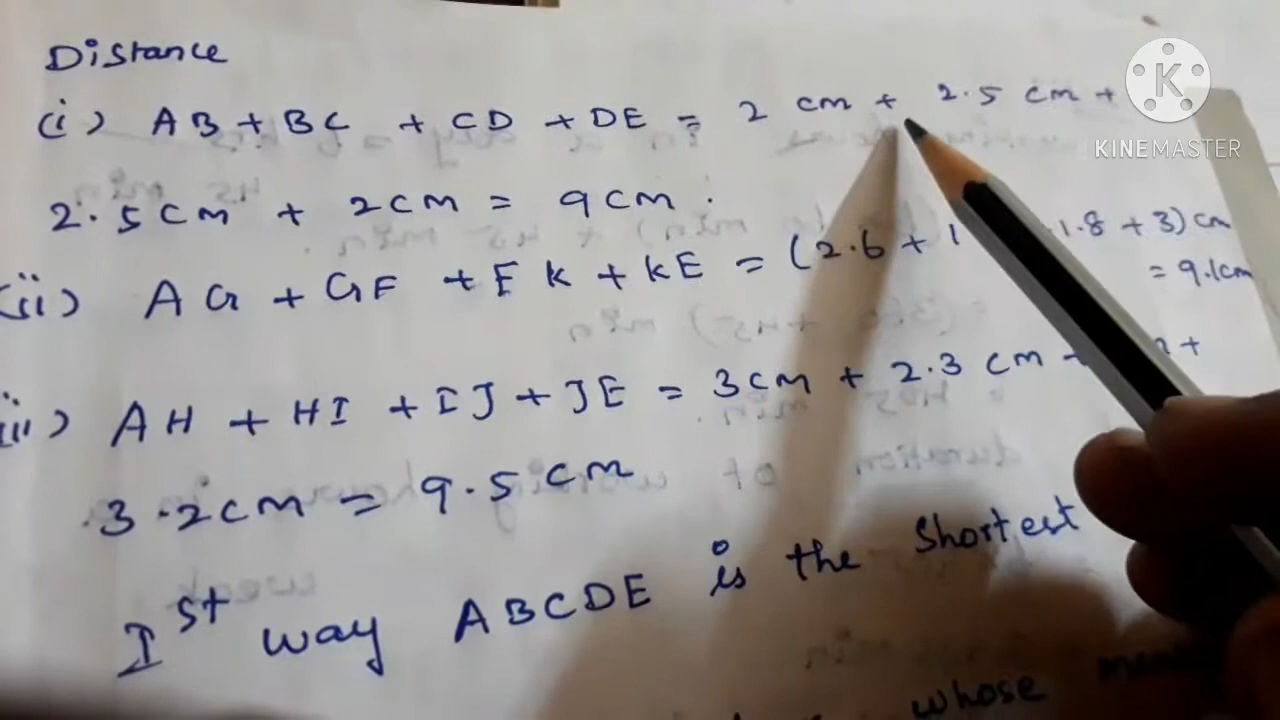 Distance
(i) AB + BC + CD + DE = 2 cm + 2.5 cm +
2.5 cm + 2 cm = 9 cm.
(ii) AG + GF + FK + KE = (2.6 + 1 .1.8 + 3) cm
= 9.1cm
iii) AH + HI + IJ + JE = 3 cm + 2.3 cm + m +
3.2 cm = 9.5 cm
Ist way ABCDE is the shortest
whose
KINEMASTER